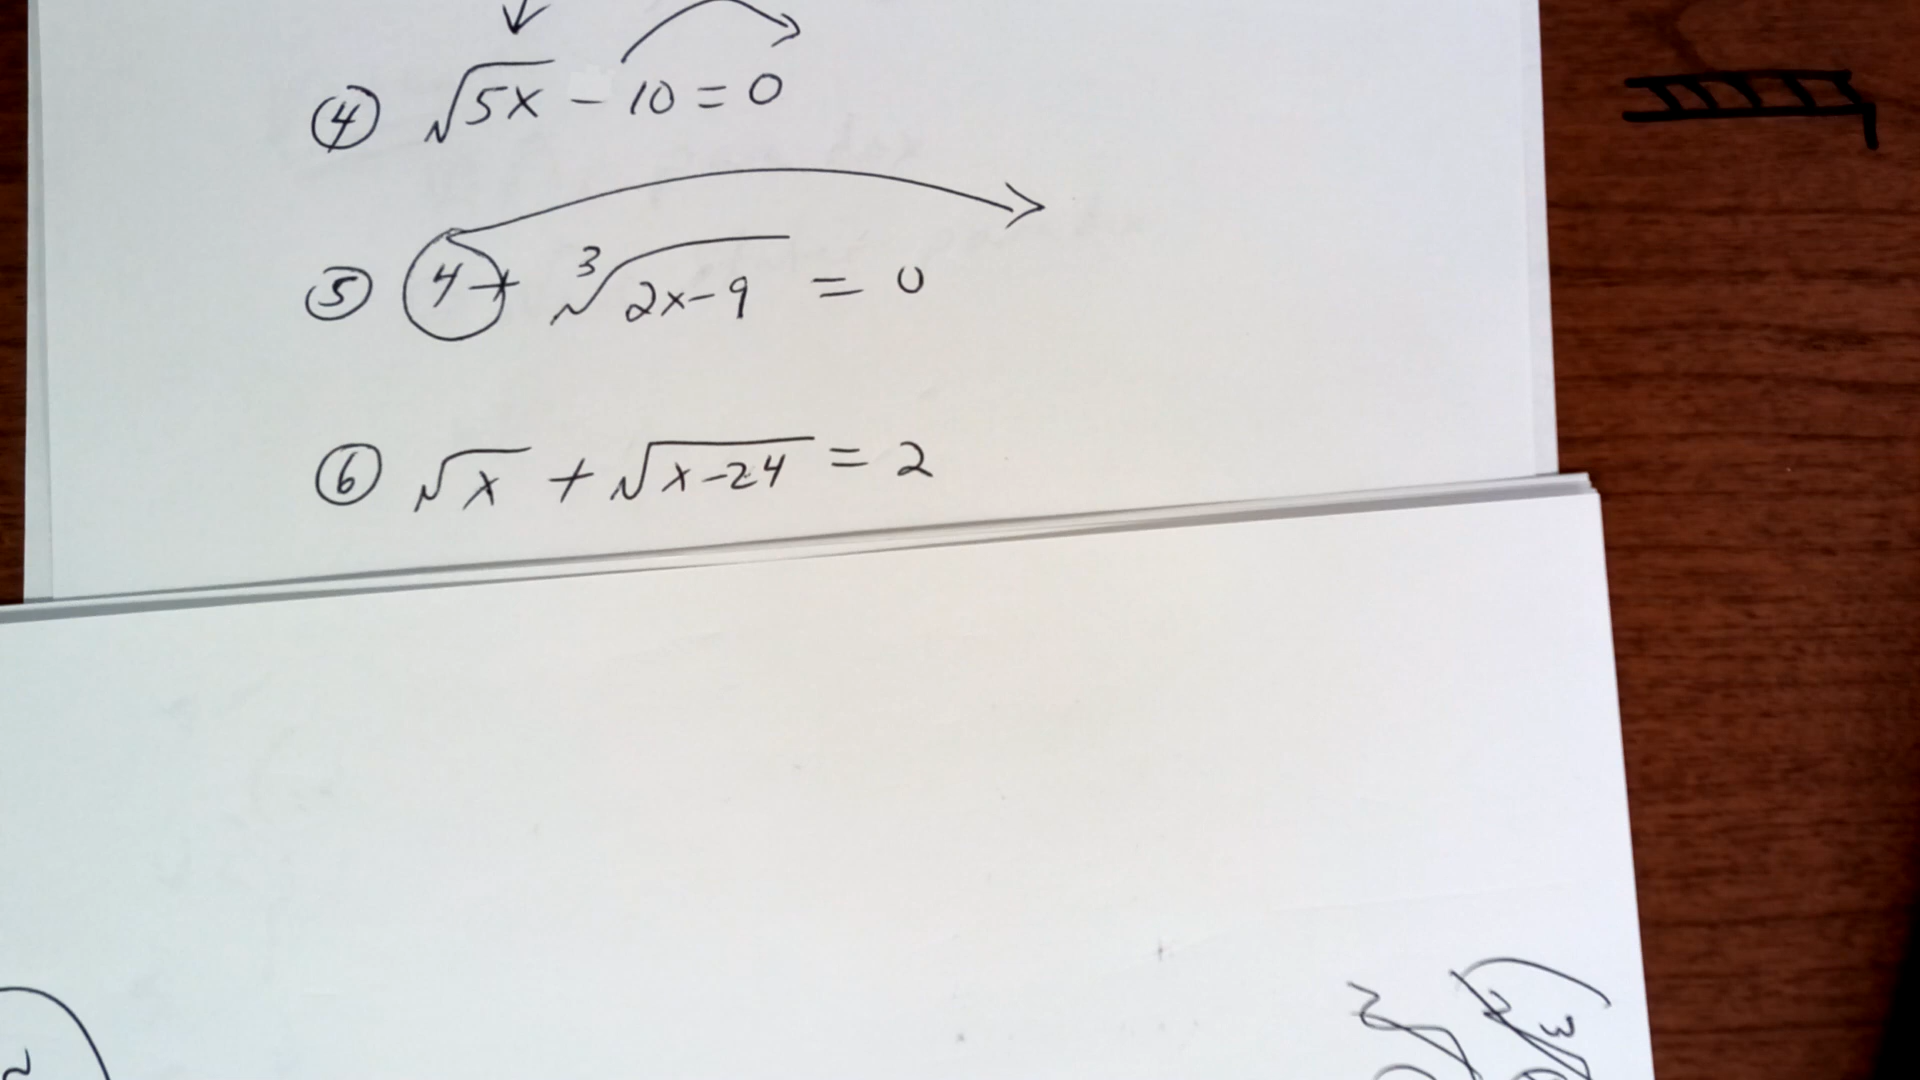 ④ √5x - 10 = 0
⑤ 4 + ∛2x-9 = 0
⑥ √x + √x-24 = 2